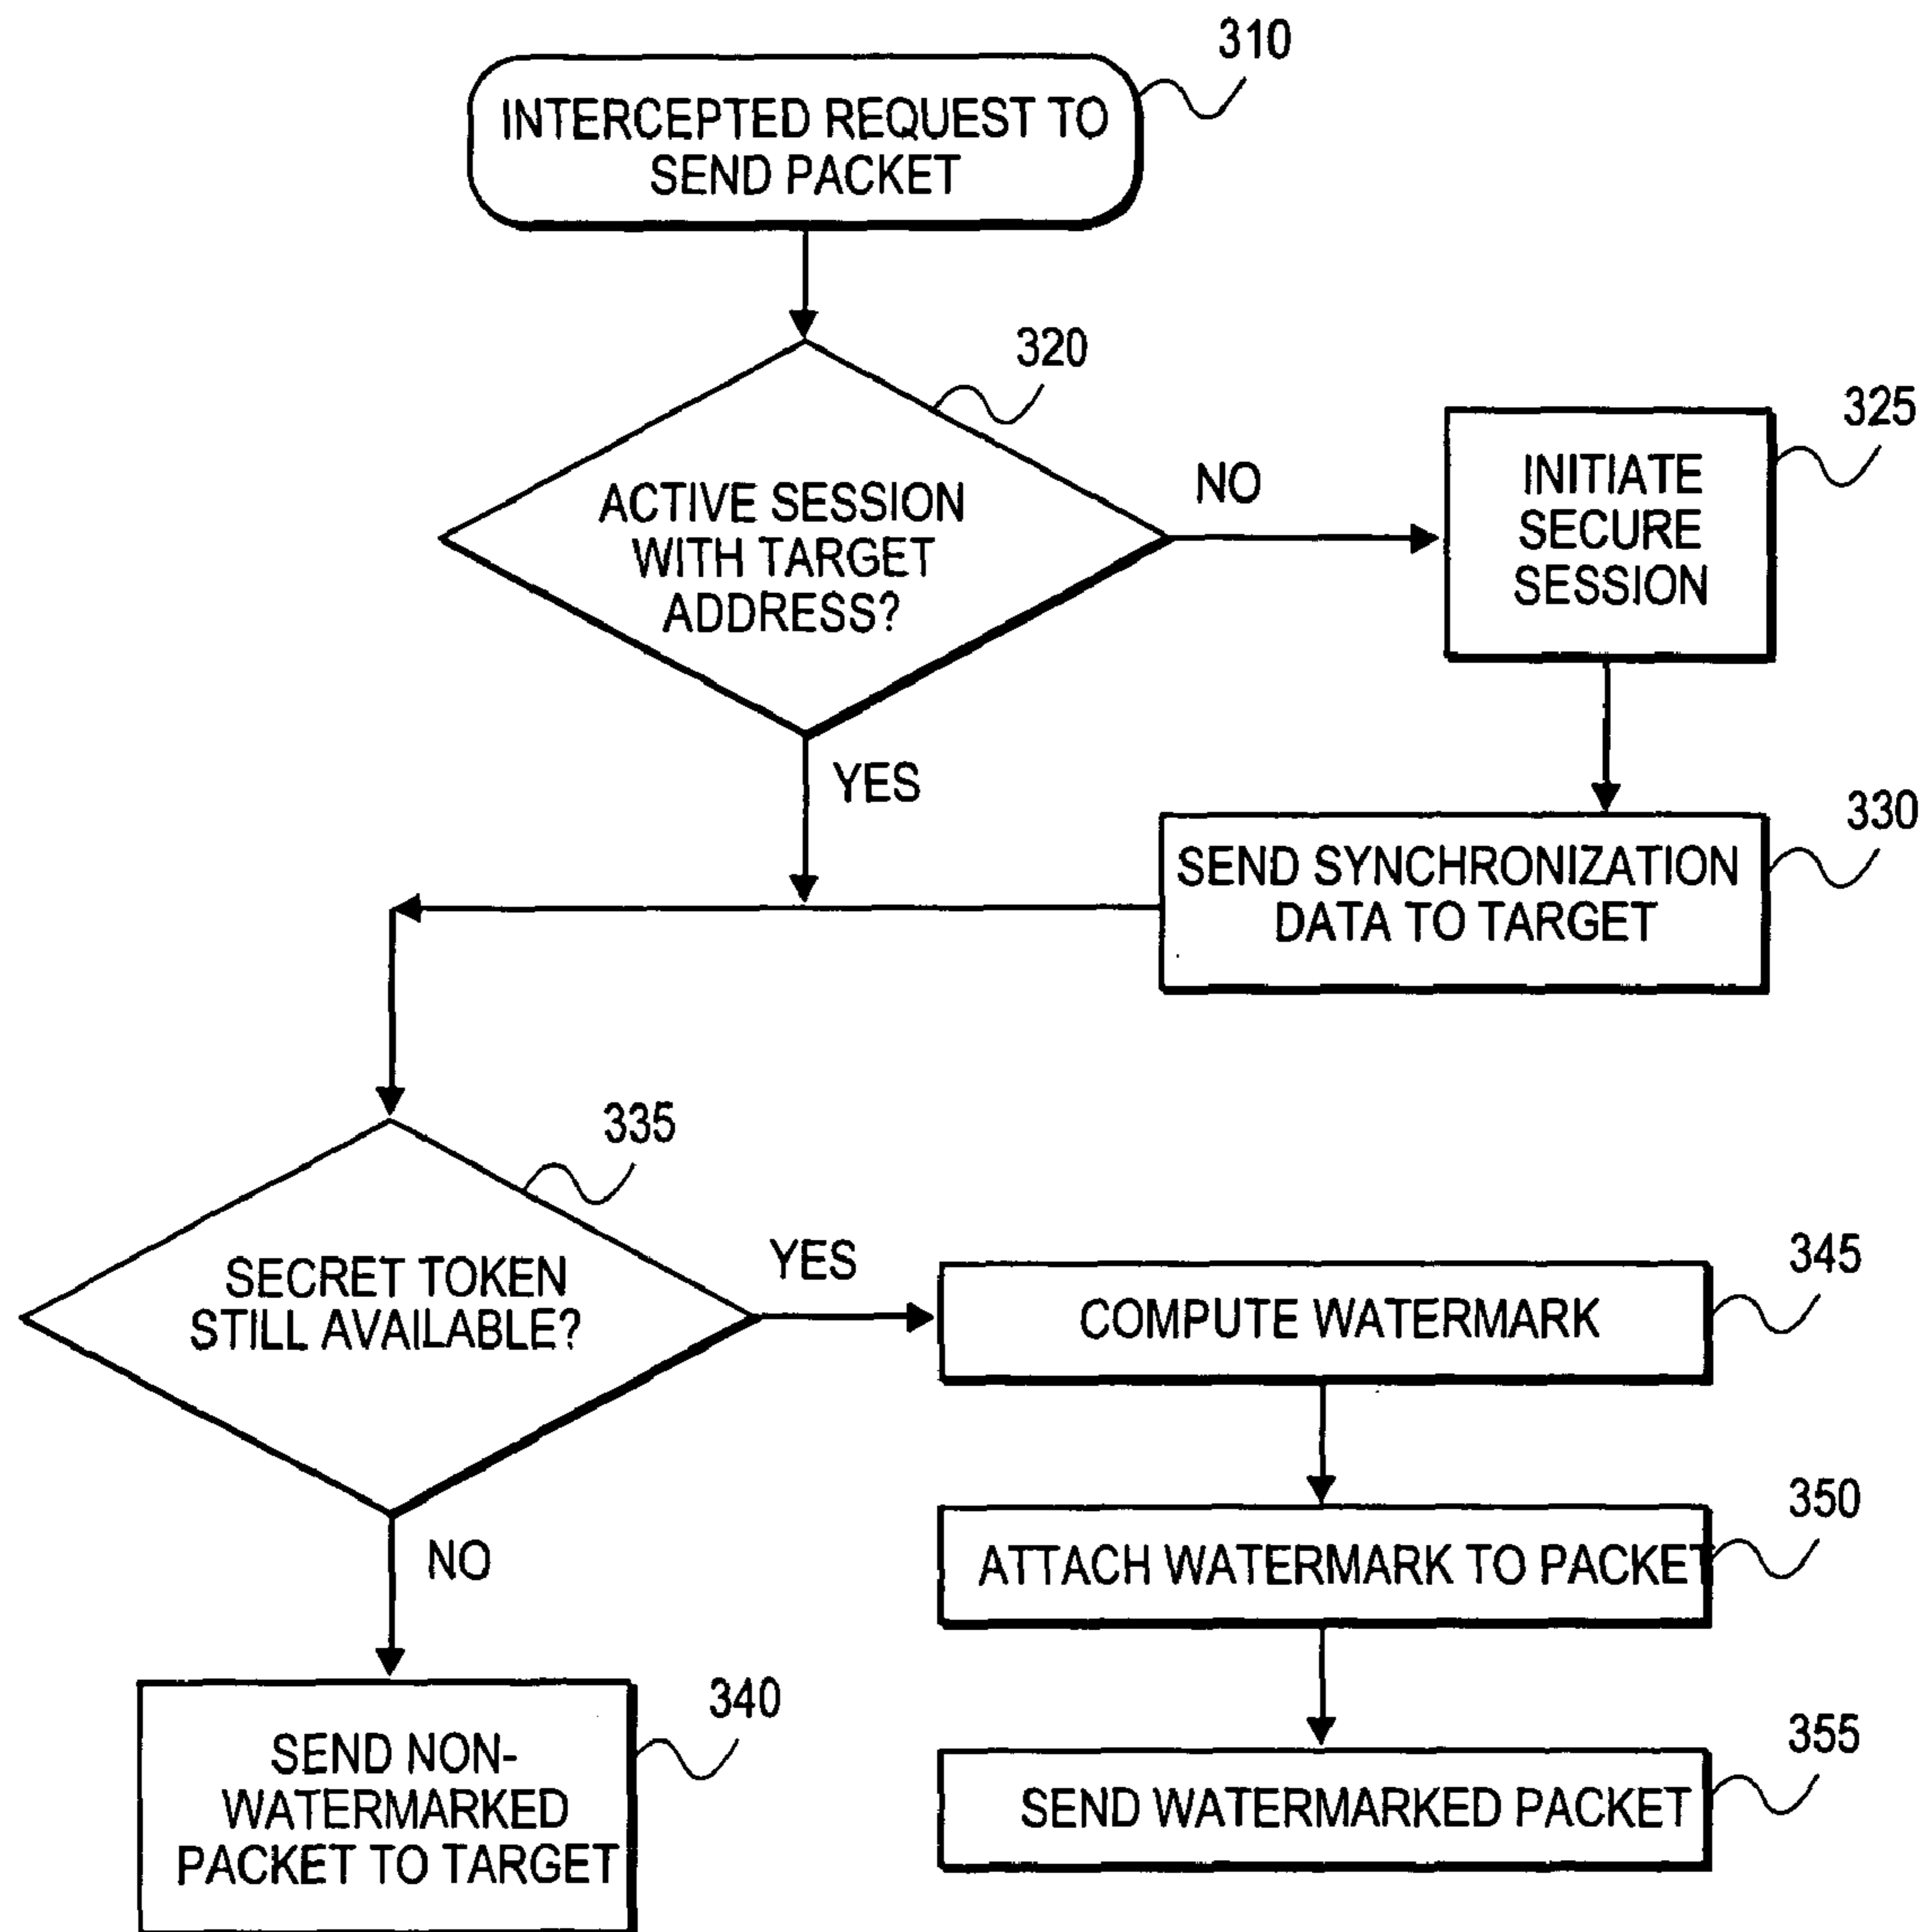 310
INTERCEPTED REQUEST TO
SEND PACKET
320
ACTIVE SESSION
WITH TARGET
ADDRESS?
NO
325
INITIATE
SECURE
SESSION
YES
330
SEND SYNCHRONIZATION
DATA TO TARGET
335
SECRET TOKEN
STILL AVAILABLE?
YES
345
COMPUTE WATERMARK
350
ATTACH WATERMARK TO PACKET
NO
340
SEND NON-
WATERMARKED
PACKET TO TARGET
355
SEND WATERMARKED PACKET